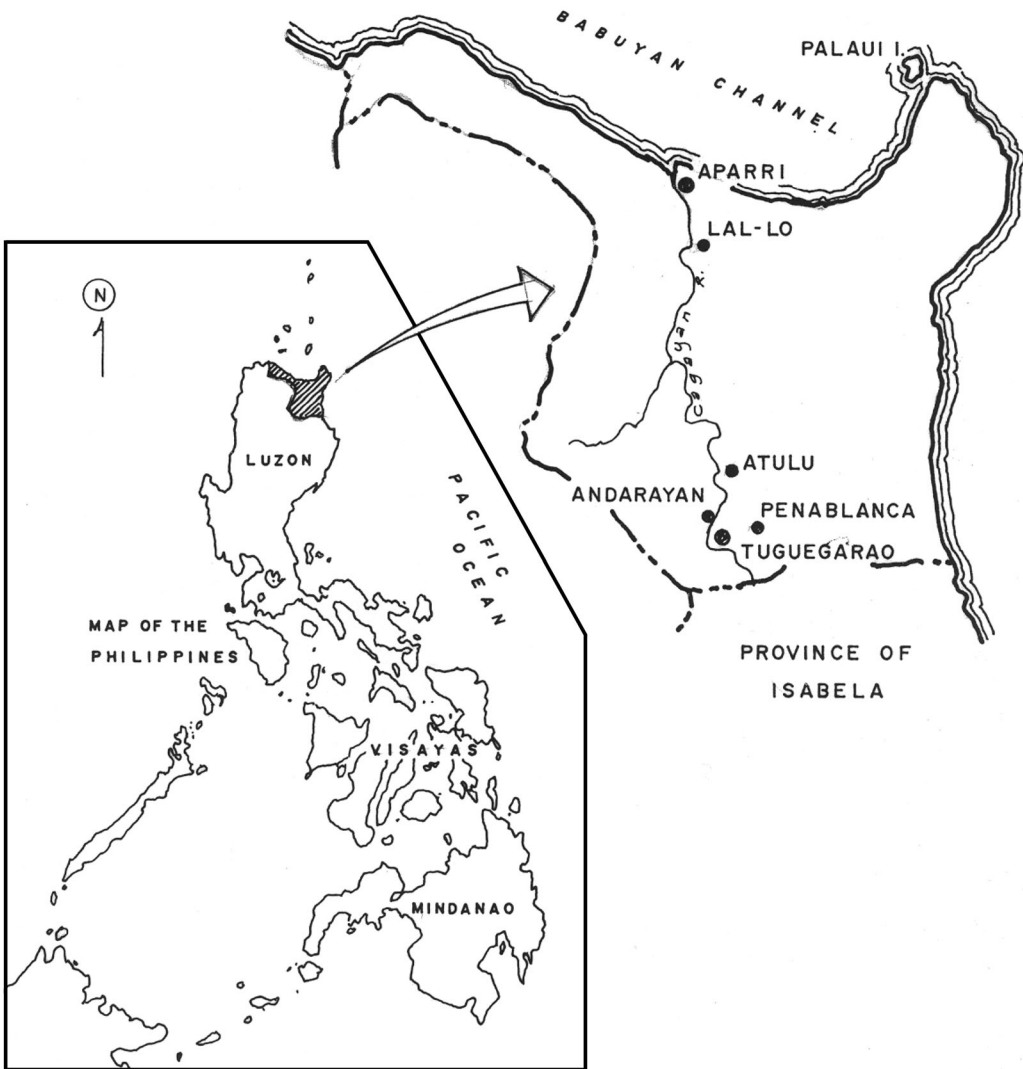 BABUYAN CHANNEL
PALAUI I.
APARRI
LAL-LO
Cagayan R.
ATULU
ANDARAYAN
PENABLANCA
TUGUEGARAO
PROVINCE OF
ISABELA
N
LUZON
PACIFIC
OCEAN
MAP OF THE
PHILIPPINES
VISAYAS
MINDANAO